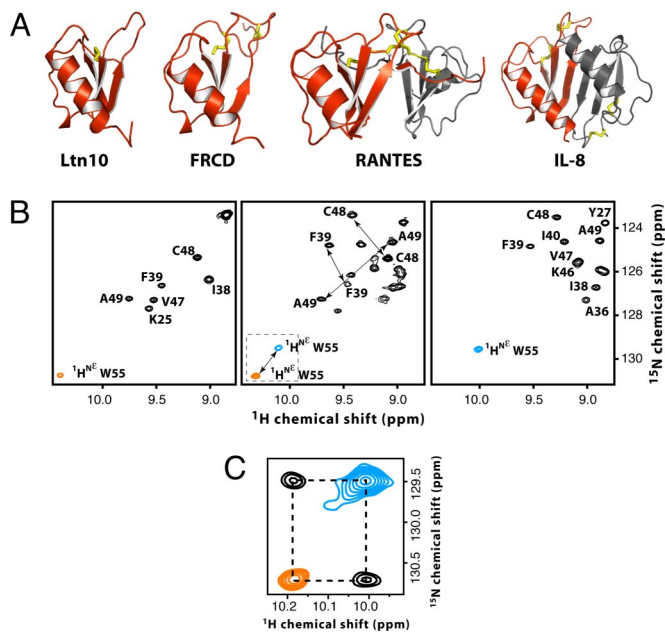 A
Ltn10
FRCD
RANTES
IL-8
B
C48
F39
I38
A49
V47
K25
¹Hᴺᵋ W55
10.0
9.5
9.0
C48
F39
A49
C48
A49
F39
¹Hᴺᵋ W55
¹Hᴺᵋ W55
10.0
9.5
9.0
C48
Y27
I40
A49
F39
V47
K46
I38
A36
¹Hᴺᵋ W55
10.0
9.5
9.0
124
126
128
130
¹⁵N chemical shift (ppm)
¹H chemical shift (ppm)
C
129.5
130.0
130.5
¹⁵N chemical shift (ppm)
10.2
10.1
10.0
¹H chemical shift (ppm)